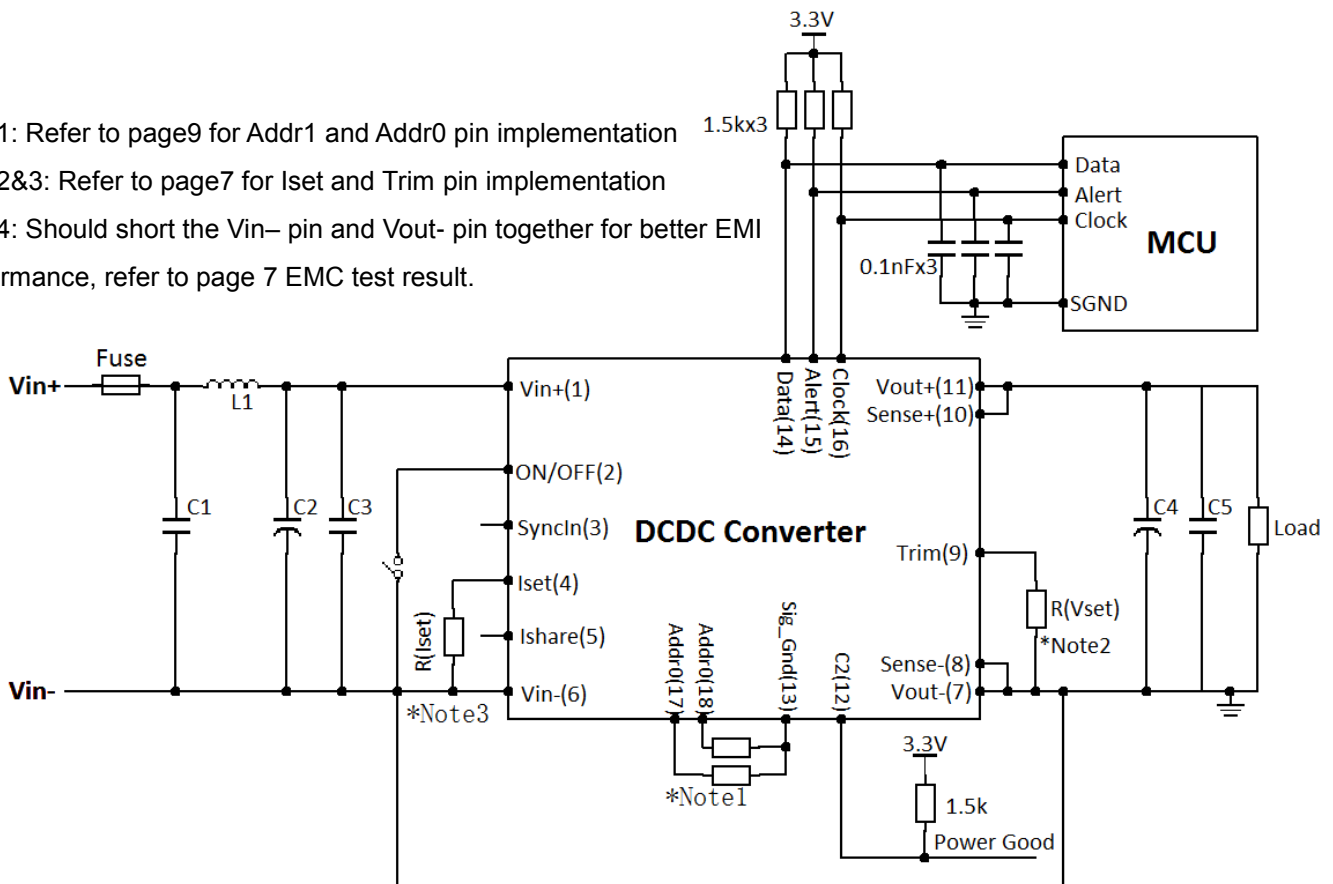 3.3V
1: Refer to page9 for Addr1 and Addr0 pin implementation
1.5kx3
2&3: Refer to page7 for Iset and Trim pin implementation
4: Should short the Vin– pin and Vout- pin together for better EMI
rmance, refer to page 7 EMC test result.
Data
Alert
Clock
MCU
0.1nFx3
SGND
Fuse
Vin+
L1
Vin+(1)
Data(14)
Alert(15)
Clock(16)
Vout+(11)
Sense+(10)
ON/OFF(2)
C1
C2
C3
SyncIn(3)
DCDC Converter
C4
C5
Load
Trim(9)
Iset(4)
R(Iset)
R(Vset)
*Note2
Ishare(5)
Addr0(17)
Addr0(18)
Sig_Gnd(13)
C2(12)
Sense-(8)
Vin-
Vin-(6)
Vout-(7)
*Note3
3.3V
*Note1
1.5k
Power Good